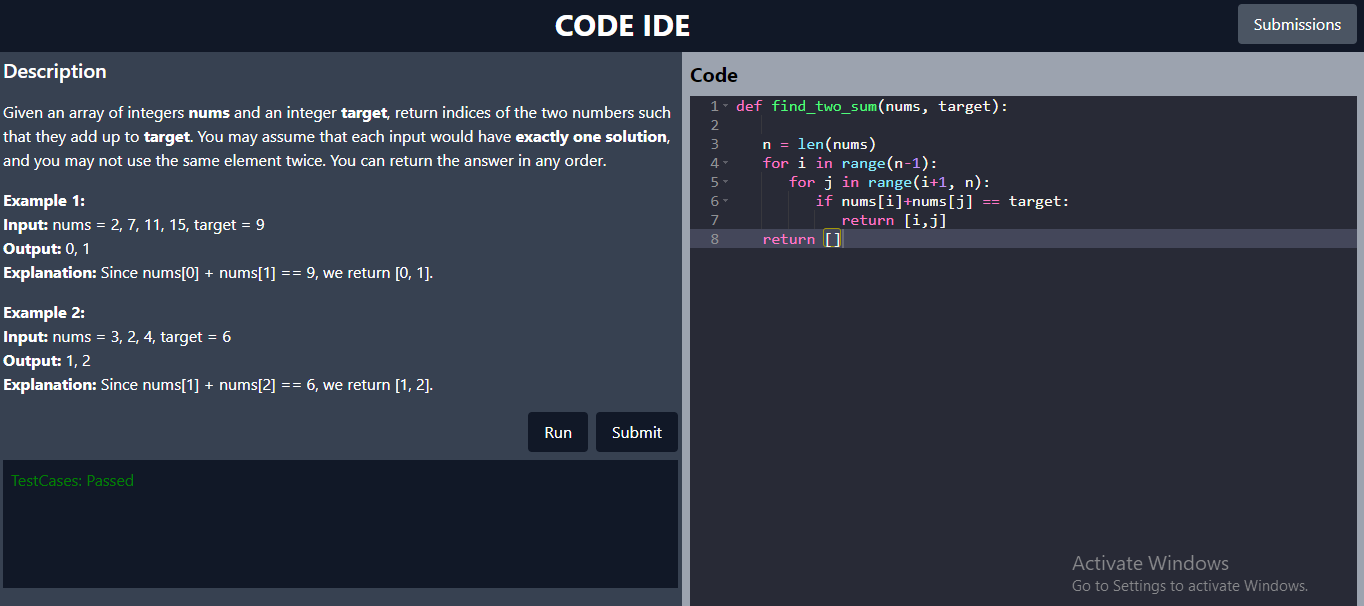 CODE IDE
Submissions
Description
Given an array of integers nums and an integer target, return indices of the two numbers such
that they add up to target. You may assume that each input would have exactly one solution,
and you may not use the same element twice. You can return the answer in any order.
Example 1:
Input: nums = 2, 7, 11, 15, target = 9
Output: 0, 1
Explanation: Since nums[0] + nums[1] == 9, we return [0, 1].
Example 2:
Input: nums = 3, 2, 4, target = 6
Output: 1, 2
Explanation: Since nums[1] + nums[2] == 6, we return [1, 2].
Run
Submit
TestCases: Passed
Code
1 def find_two_sum(nums, target):
2
3     n = len(nums)
4     for i in range(n-1):
5         for j in range(i+1, n):
6             if nums[i]+nums[j] == target:
7                 return [i,j]
8     return []
Activate Windows
Go to Settings to activate Windows.